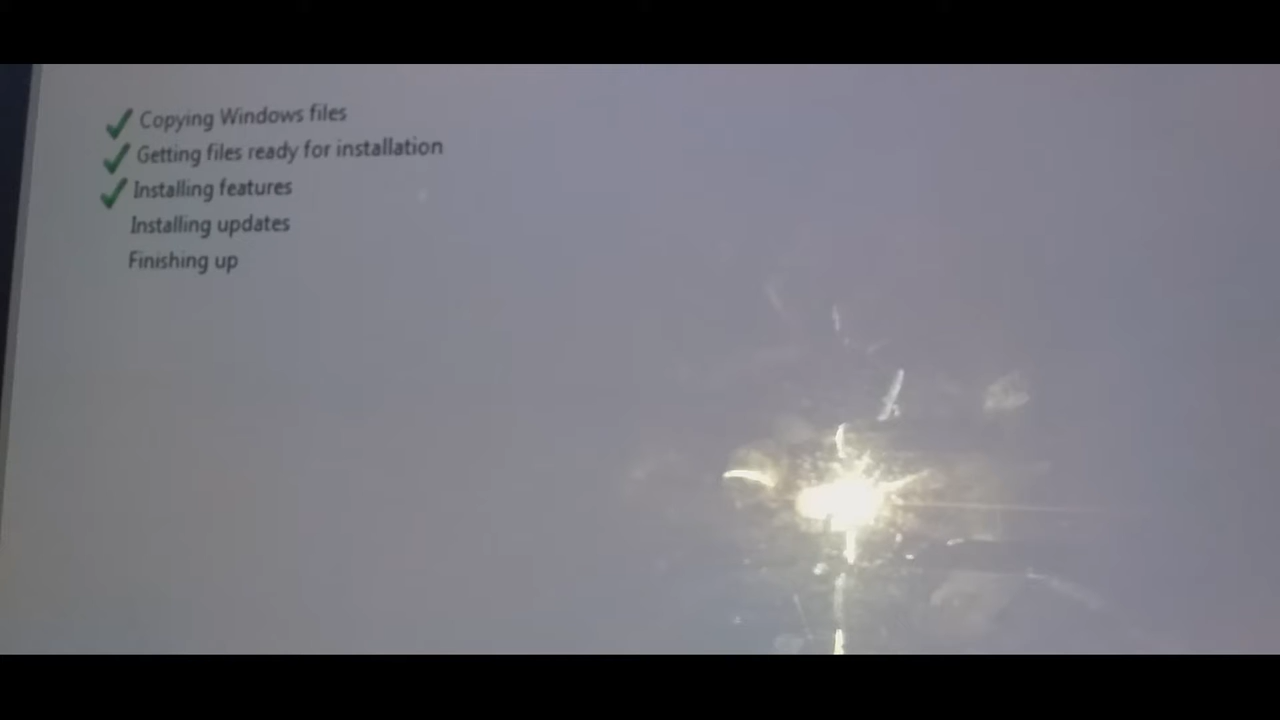 Copying Windows files
Getting files ready for installation
Installing features
Installing updates
Finishing up